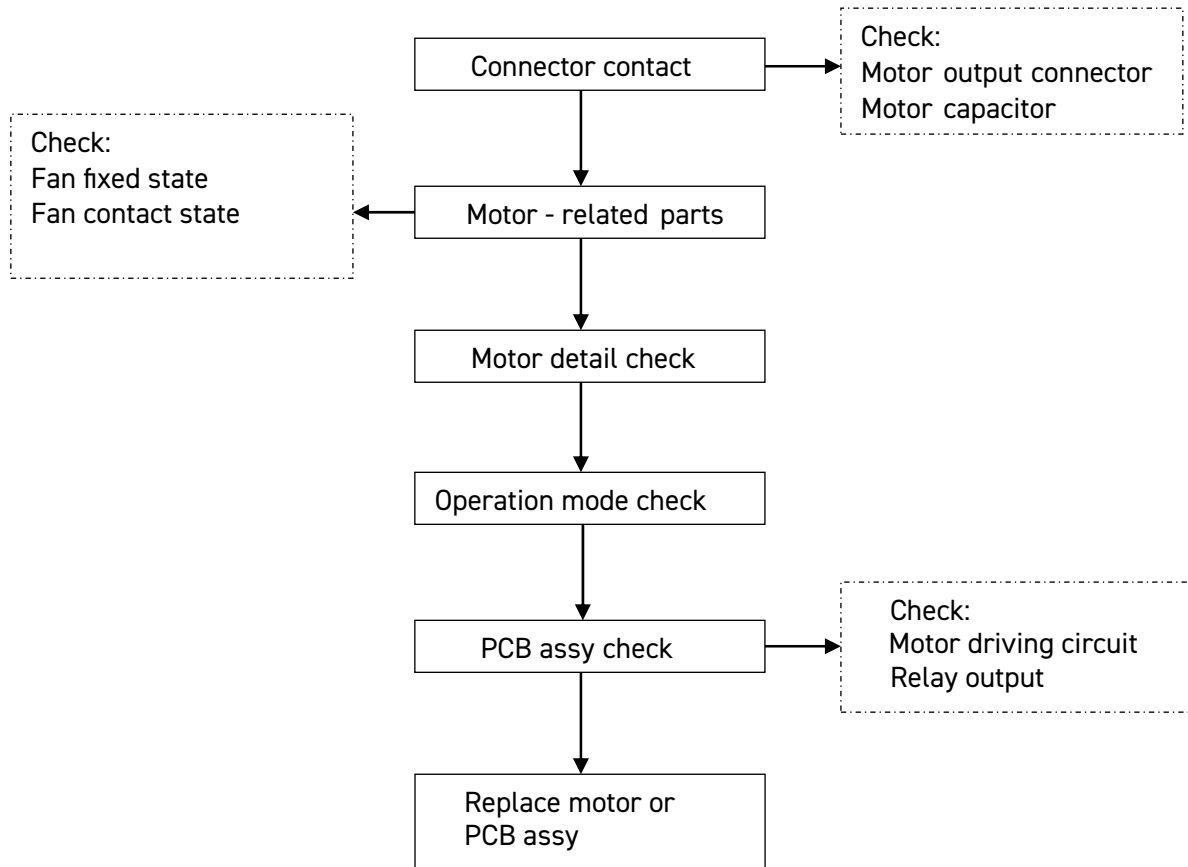 Connector contact
Check:
Motor output connector
Motor capacitor
Check:
Fan fixed state
Fan contact state
Motor - related parts
Motor detail check
Operation mode check
PCB assy check
Check:
Motor driving circuit
Relay output
Replace motor or
PCB assy